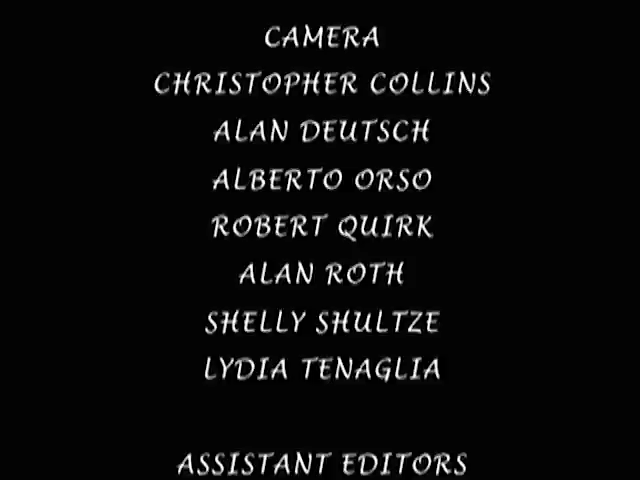 CAMERA
CHRISTOPHER COLLINS
ALAN DEUTSCH
ALBERTO ORSO
ROBERT QUIRK
ALAN ROTH
SHELLY SHULTZE
LYDIA TENAGLIA
ASSISTANT EDITORS